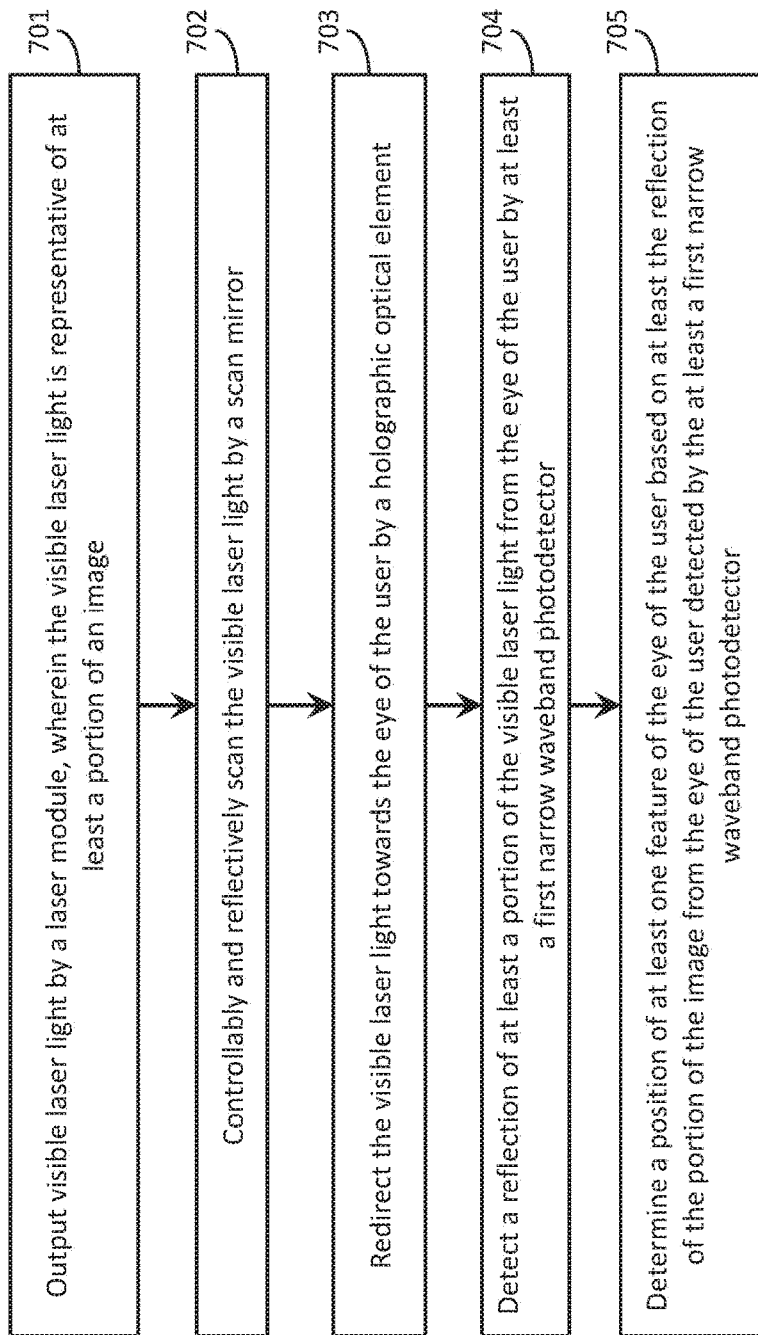 701
Output visible laser light by a laser module, wherein the visible laser light is representative of at
least a portion of an image
702
Controllably and reflectively scan the visible laser light by a scan mirror
703
Redirect the visible laser light towards the eye of the user by a holographic optical element
704
Detect a reflection of at least a portion of the visible laser light from the eye of the user by at least
a first narrow waveband photodetector
705
Determine a position of at least one feature of the eye of the user based on at least the reflection
of the portion of the image from the eye of the user detected by the at least a first narrow
waveband photodetector